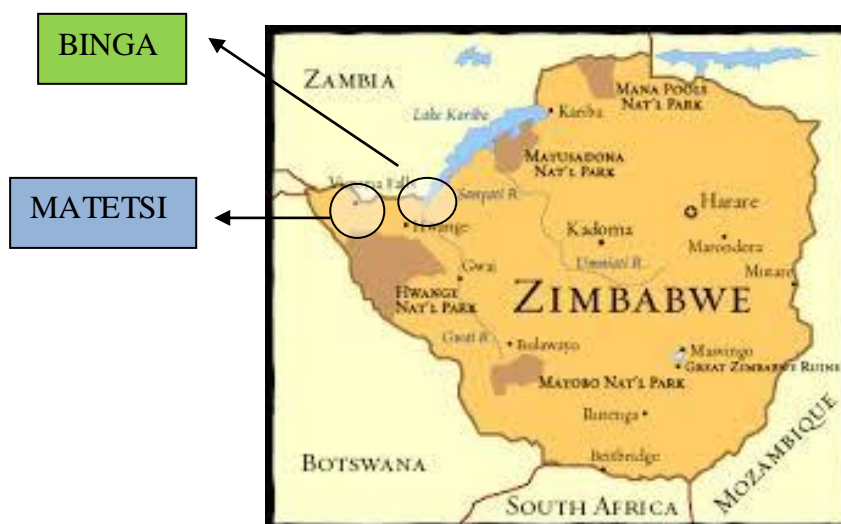 BINGA
ZAMBIA
MANA POOLS
NAT'L PARK
Lake Kariba
Kariba
MATUSADONA
NAT'L PARK
MATETSI
Victoria Falls
Sanyati R.
Harare
Hwange
Kadoma
Marondera
Gwai
Umniati R.
Mutare
HWANGE
NAT'L PARK
ZIMBABWE
Gwai R.
Bulawayo
Masvingo
GREAT ZIMBABWE RUINS
MATOBO NAT'L PARK
Rutenga
Beitbridge
BOTSWANA
MOZAMBIQUE
SOUTH AFRICA